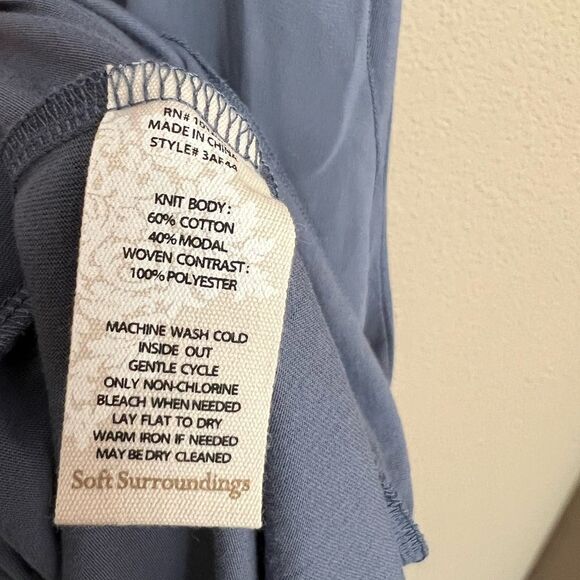 RN#
MADE IN CHINA
STYLE#
KNIT BODY:
60% COTTON
40% MODAL
WOVEN CONTRAST:
100% POLYESTER
MACHINE WASH COLD
INSIDE OUT
GENTLE CYCLE
ONLY NON-CHLORINE
BLEACH WHEN NEEDED
LAY FLAT TO DRY
WARM IRON IF NEEDED
MAY BE DRY CLEANED
Soft Surroundings